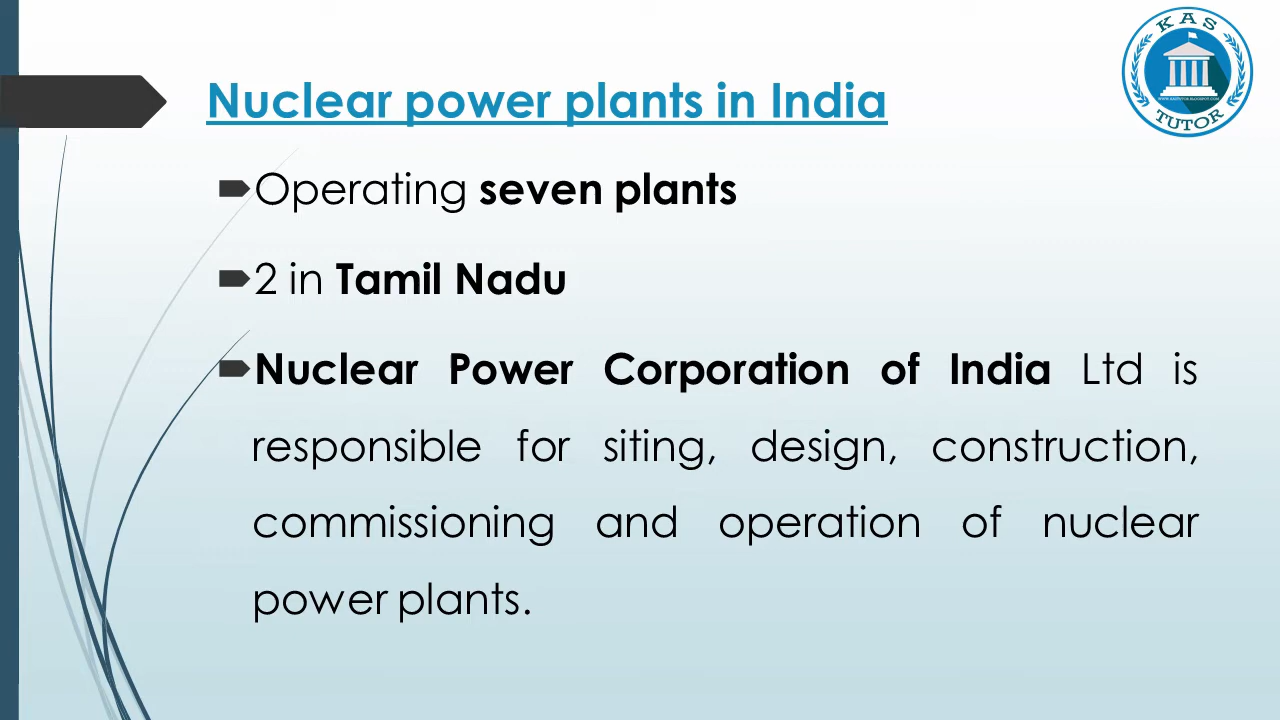 KAS
TUTOR
Nuclear power plants in India
Operating seven plants
2 in Tamil Nadu
Nuclear Power Corporation of India Ltd is
responsible for siting, design, construction,
commissioning and operation of nuclear
power plants.